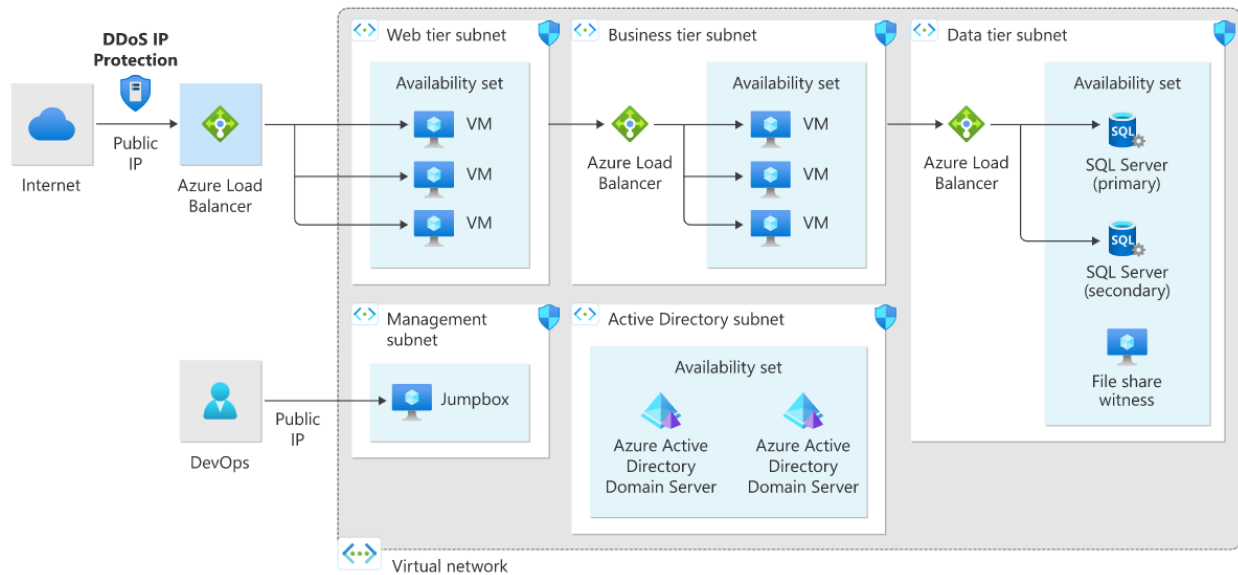 DDoS IP
Protection
Internet
Public
IP
Azure Load
Balancer
Web tier subnet
Availability set
VM
VM
VM
Business tier subnet
Azure Load
Balancer
Availability set
VM
VM
VM
Data tier subnet
Azure Load
Balancer
Availability set
SQL
SQL Server
(primary)
SQL
SQL Server
(secondary)
File share
witness
DevOps
Public
IP
Management
subnet
Jumpbox
Active Directory subnet
Availability set
Azure Active
Directory
Domain Server
Azure Active
Directory
Domain Server
Virtual network